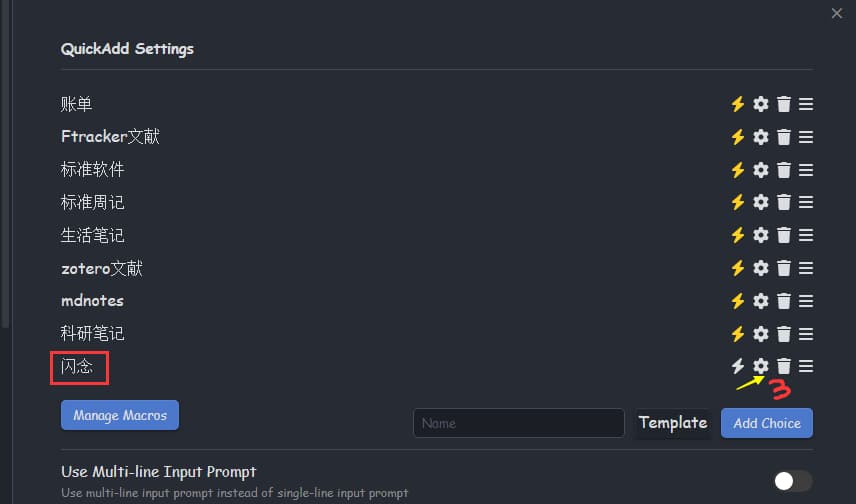 QuickAdd Settings
账单
Ftracker文献
标准软件
标准周记
生活笔记
zotero文献
mdnotes
科研笔记
闪念
3
Manage Macros
Name
Template
Add Choice
Use Multi-line Input Prompt
Use multi-line input prompt instead of single-line input prompt